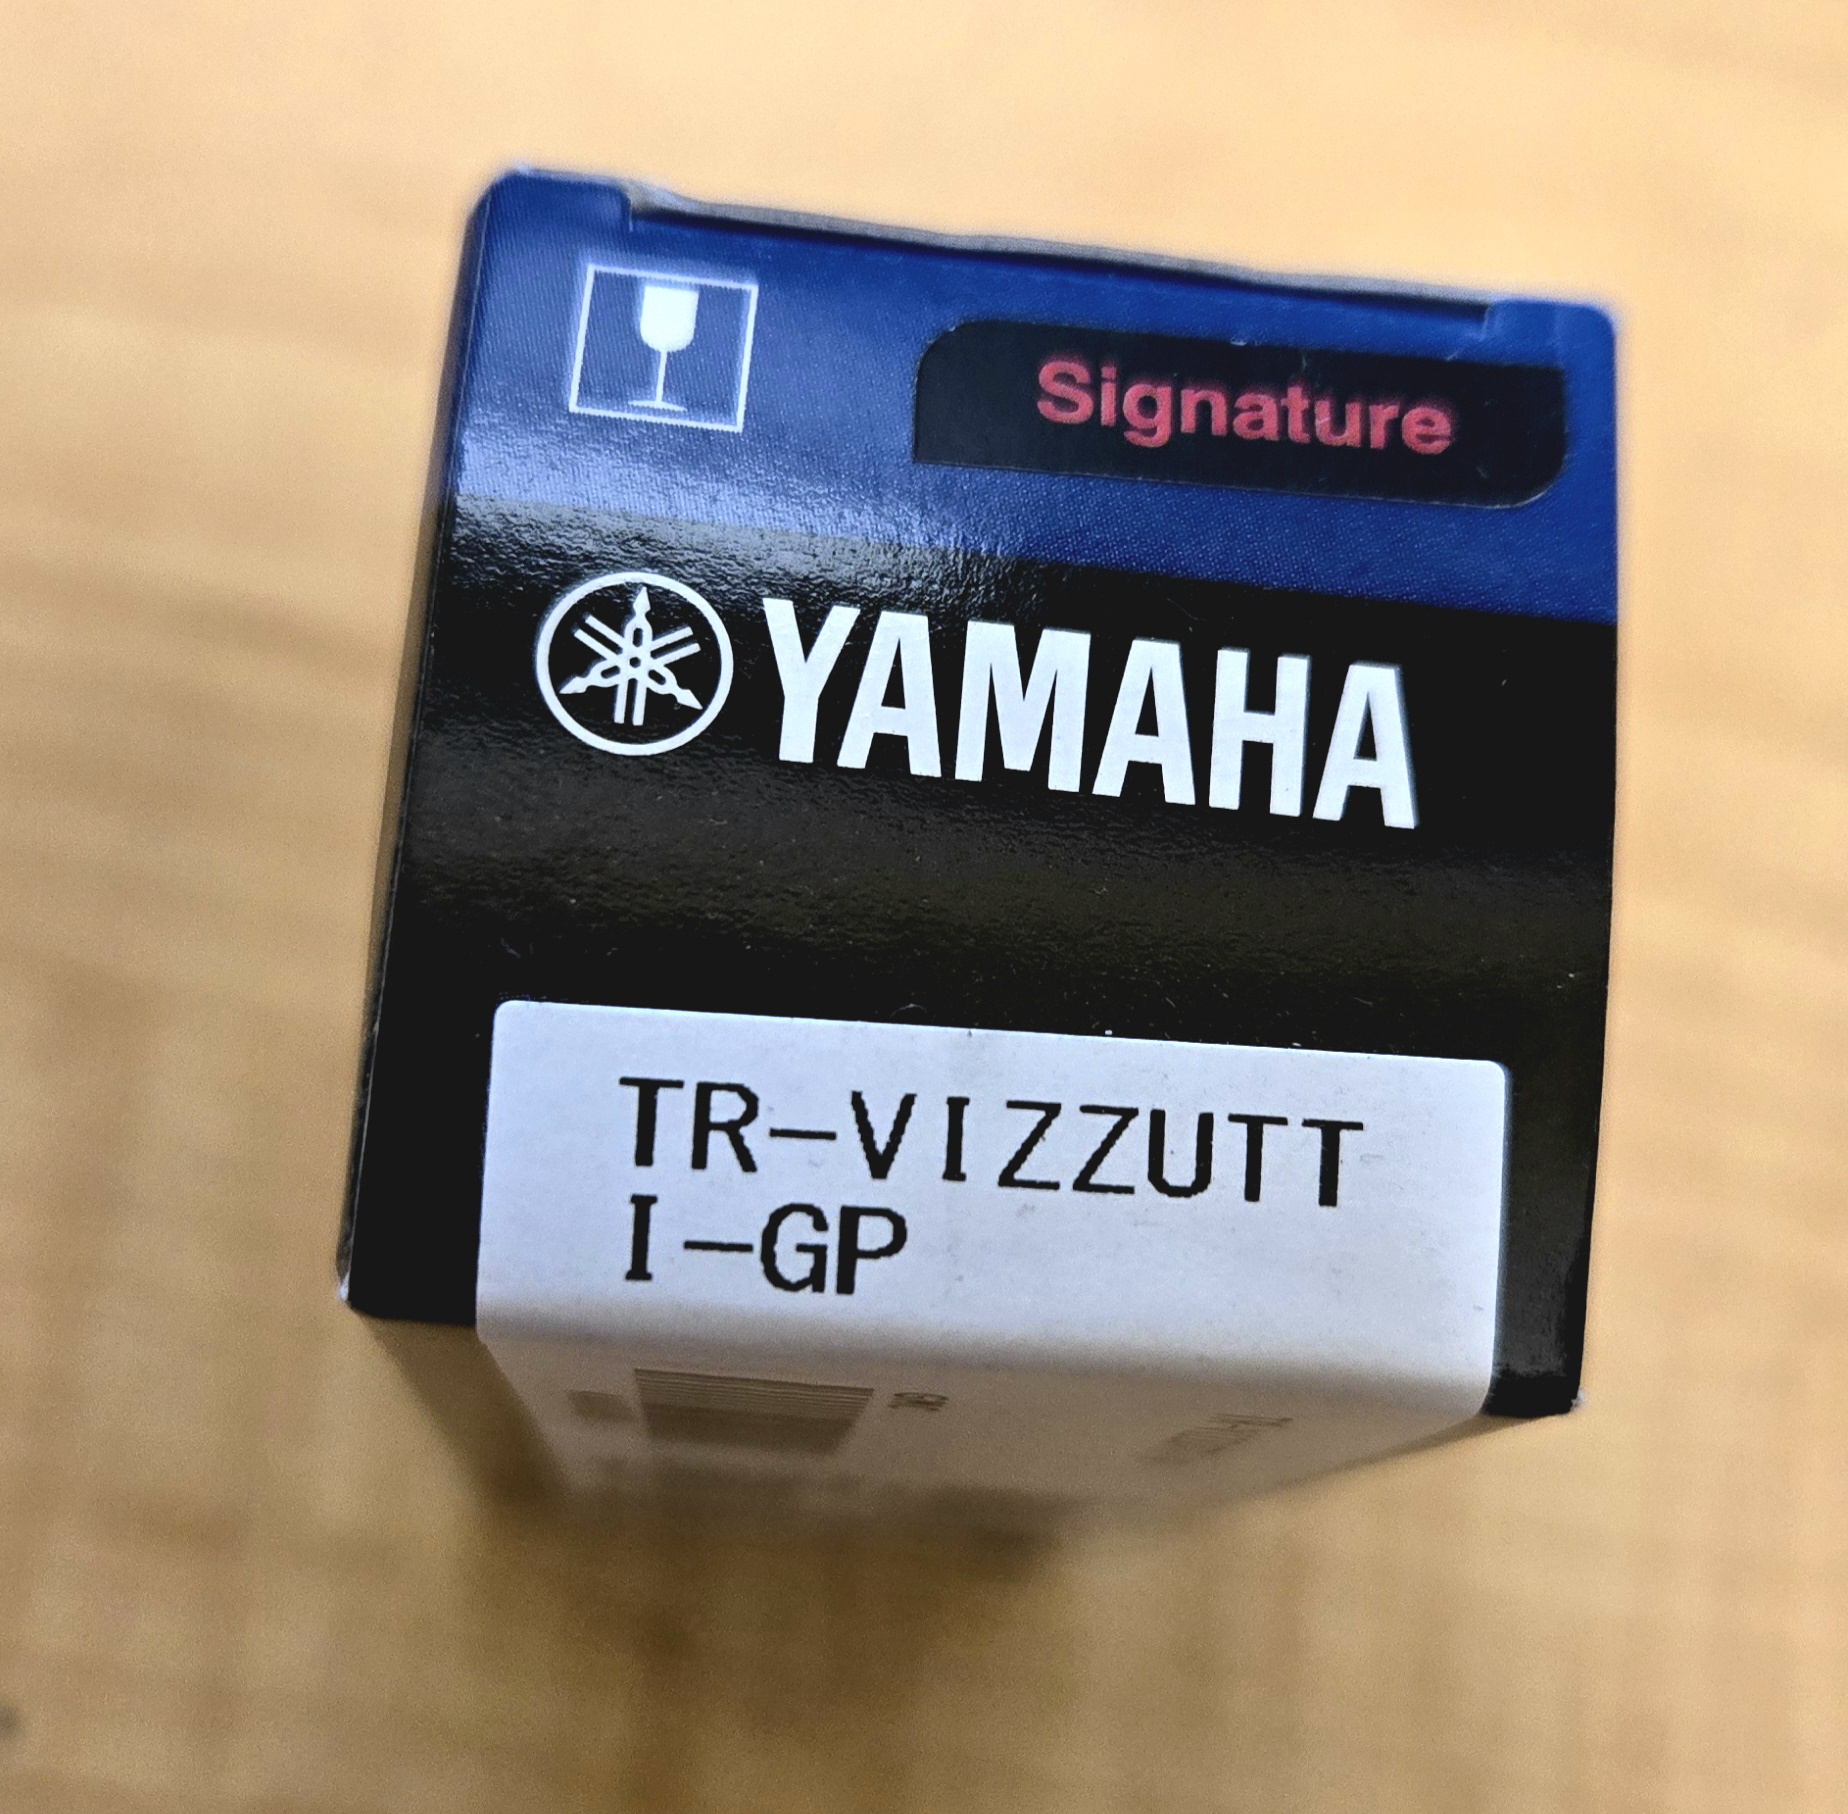 Signature
YAMAHA
TR-VIZZUTT
I-GP